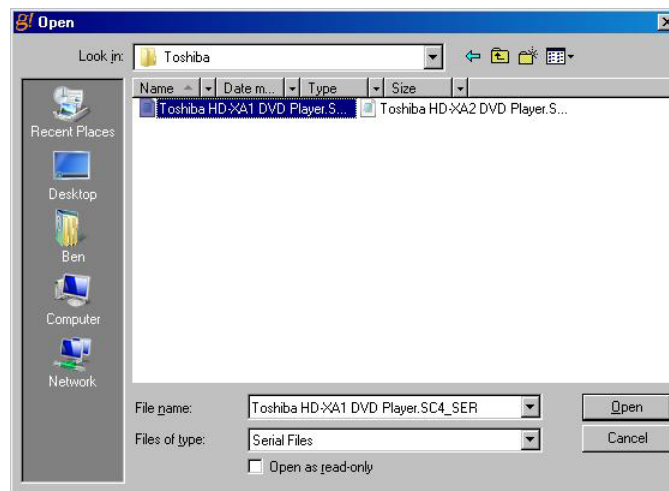 g! Open
Look in: Toshiba
Name Date m... Type Size
Toshiba HD-XA1 DVD Player.S... Toshiba HD-XA2 DVD Player.S...
Recent Places
Desktop
Ben
Computer
Network
File name: Toshiba HD-XA1 DVD Player.SC4_SER Open
Files of type: Serial Files Cancel
Open as read-only